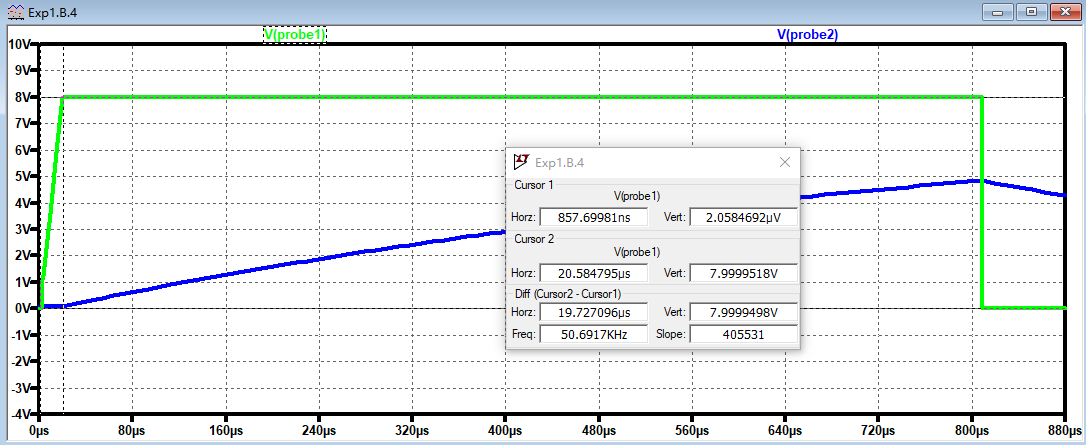 Exp1.B.4
V(probe1) V(probe2)
10V
9V
8V
7V
6V
5V
4V
3V
2V
1V
0V
-1V
-2V
-3V
-4V
0µs 80µs 160µs 240µs 320µs 400µs 480µs 560µs 640µs 720µs 800µs 880µs
Exp1.B.4
Cursor 1
V(probe1)
Horz: 857.69981ns Vert: 2.0584692µV
Cursor 2
V(probe1)
Horz: 20.584795µs Vert: 7.9999518V
Diff (Cursor2 - Cursor1)
Horz: 19.727096µs Vert: 7.9999498V
Freq: 50.6917KHz Slope: 405531